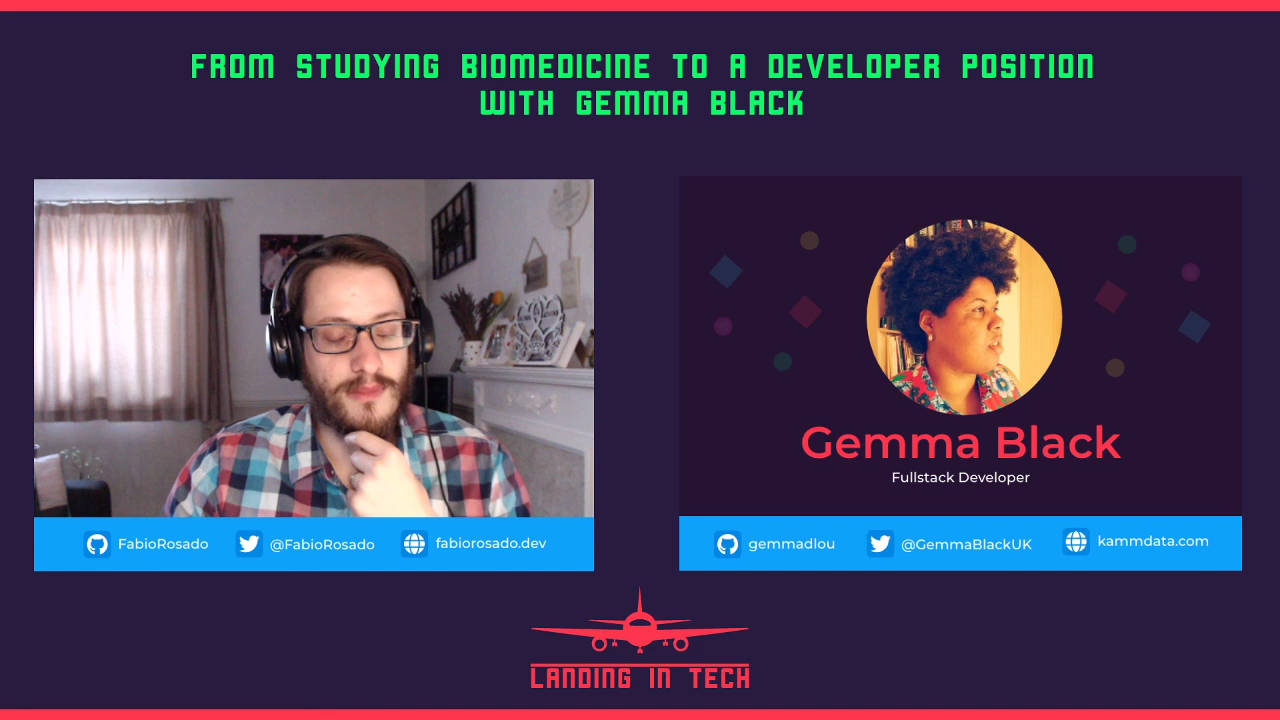 FROM STUDYING BIOMEDICINE TO A DEVELOPER POSITION
WITH GEMMA BLACK
Gemma Black
Fullstack Developer
FabioRosado @FabioRosado fabiorosado.dev
gemmadlou @GemmaBlackUK kammdata.com
LANDING IN TECH